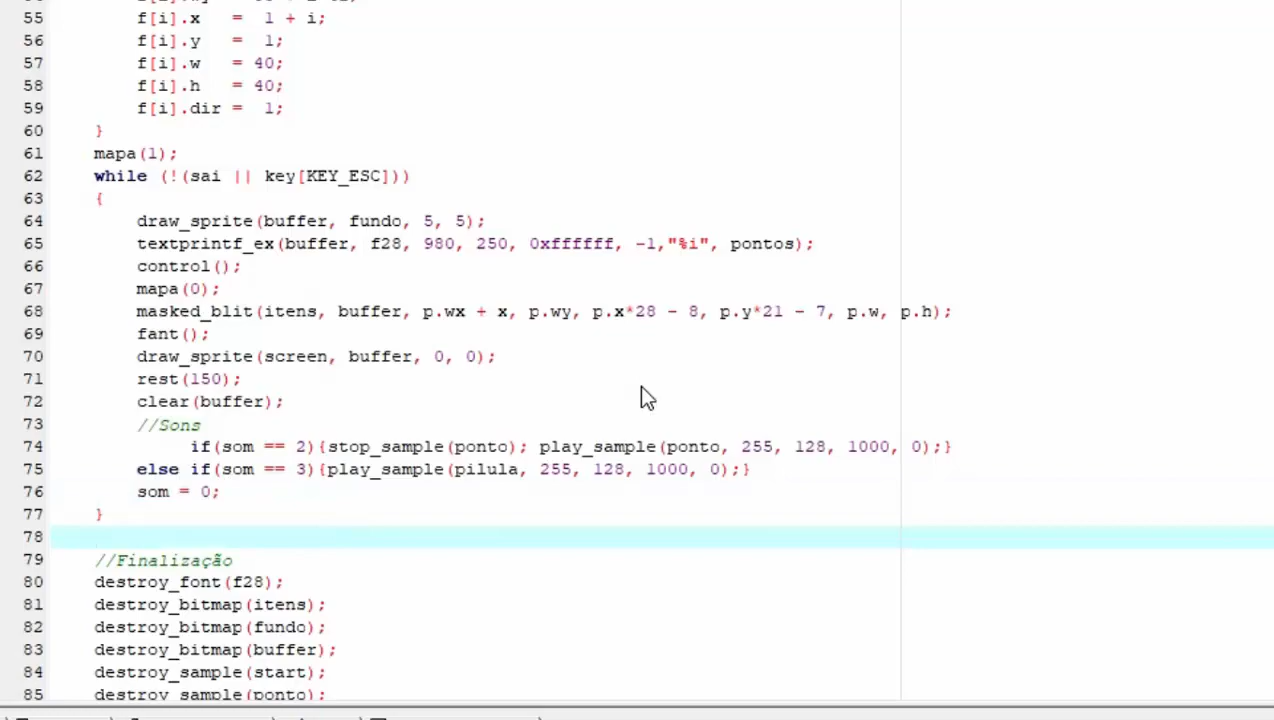 55 f[i].x = 1 + i;
56 f[i].y = 1;
57 f[i].w = 40;
58 f[i].h = 40;
59 f[i].dir = 1;
60 }
61 mapa(1);
62 while (!(sai || key[KEY_ESC]))
63 {
64 draw_sprite(buffer, fundo, 5, 5);
65 textprintf_ex(buffer, f28, 980, 250, 0xffffff, -1,"%i", pontos);
66 control();
67 mapa(0);
68 masked_blit(itens, buffer, p.wx + x, p.wy, p.x*28 - 8, p.y*21 - 7, p.w, p.h);
69 fant();
70 draw_sprite(screen, buffer, 0, 0);
71 rest(150);
72 clear(buffer);
73 //Sons
74 if(som == 2){stop_sample(ponto); play_sample(ponto, 255, 128, 1000, 0);}
75 else if(som == 3){play_sample(pilula, 255, 128, 1000, 0);}
76 som = 0;
77 }
78
79 //Finalização
80 destroy_font(f28);
81 destroy_bitmap(itens);
82 destroy_bitmap(fundo);
83 destroy_bitmap(buffer);
84 destroy_sample(start);
85 destroy_sample(ponto);